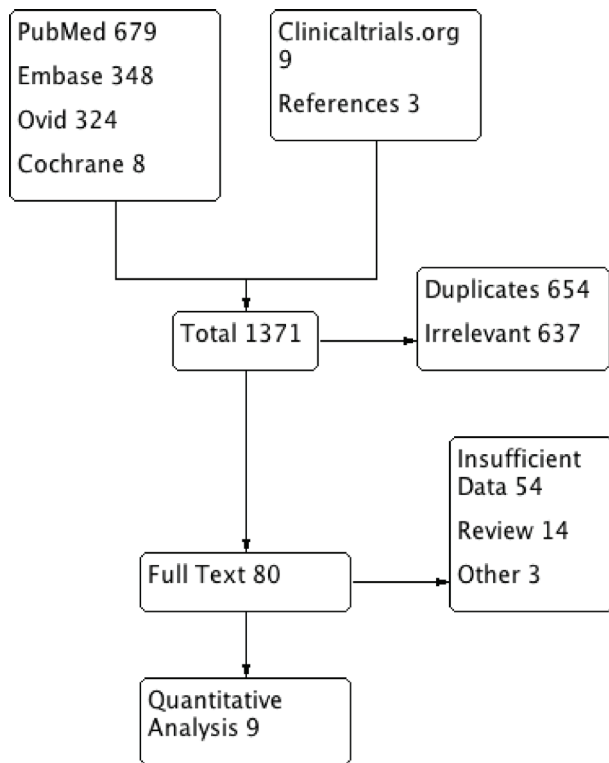 PubMed 679
Embase 348
Ovid 324
Cochrane 8
Clinicaltrials.org
9
References 3
Total 1371
Duplicates 654
Irrelevant 637
Full Text 80
Insufficient
Data 54
Review 14
Other 3
Quantitative
Analysis 9